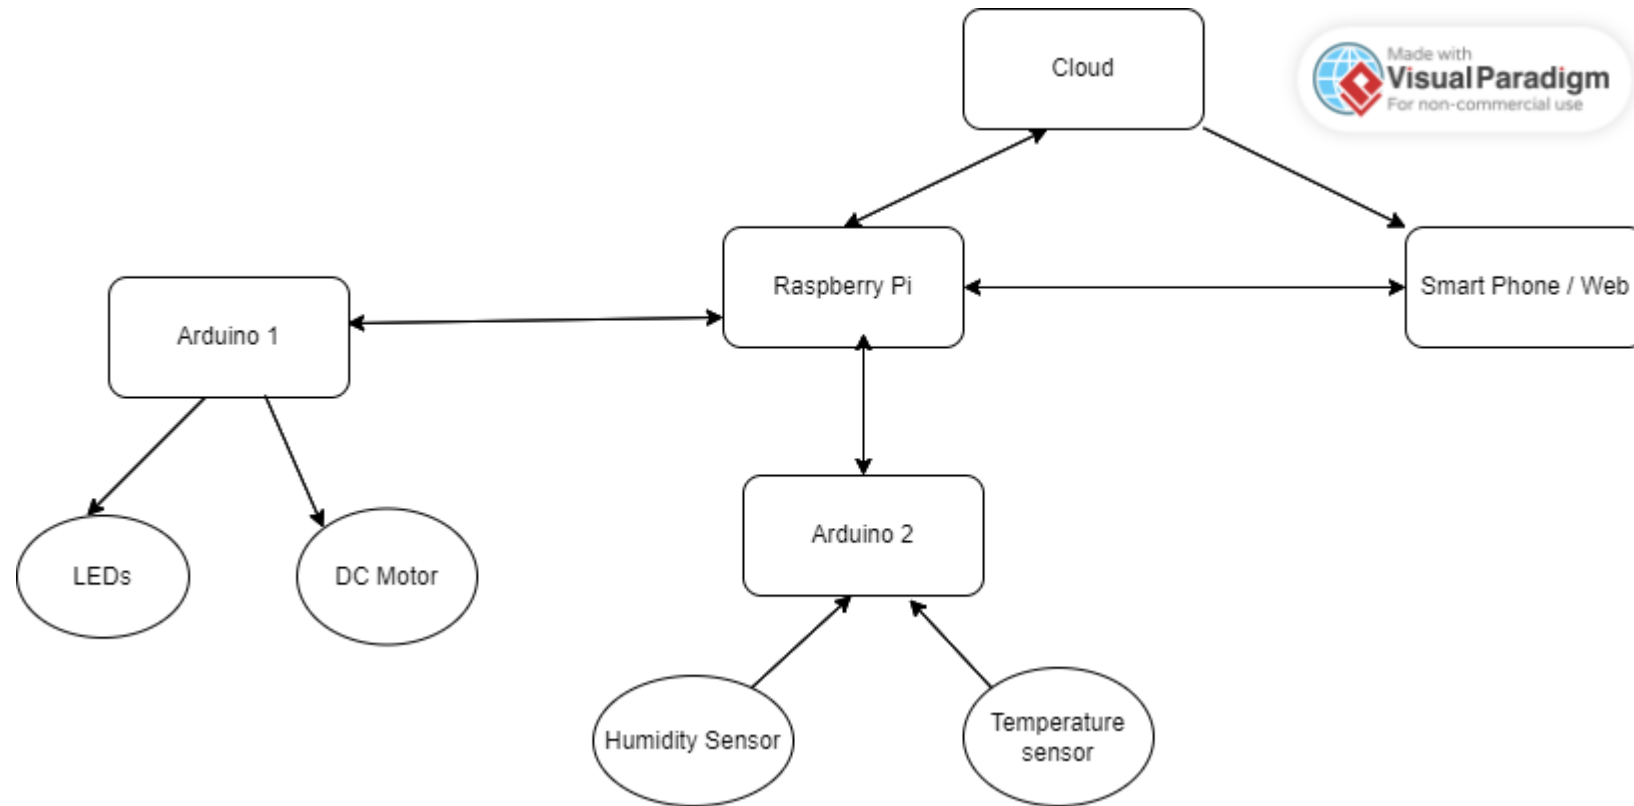 Cloud
Made with
Visual Paradigm
For non-commercial use
Raspberry Pi
Smart Phone / Web
Arduino 1
Arduino 2
LEDs
DC Motor
Humidity Sensor
Temperature
sensor